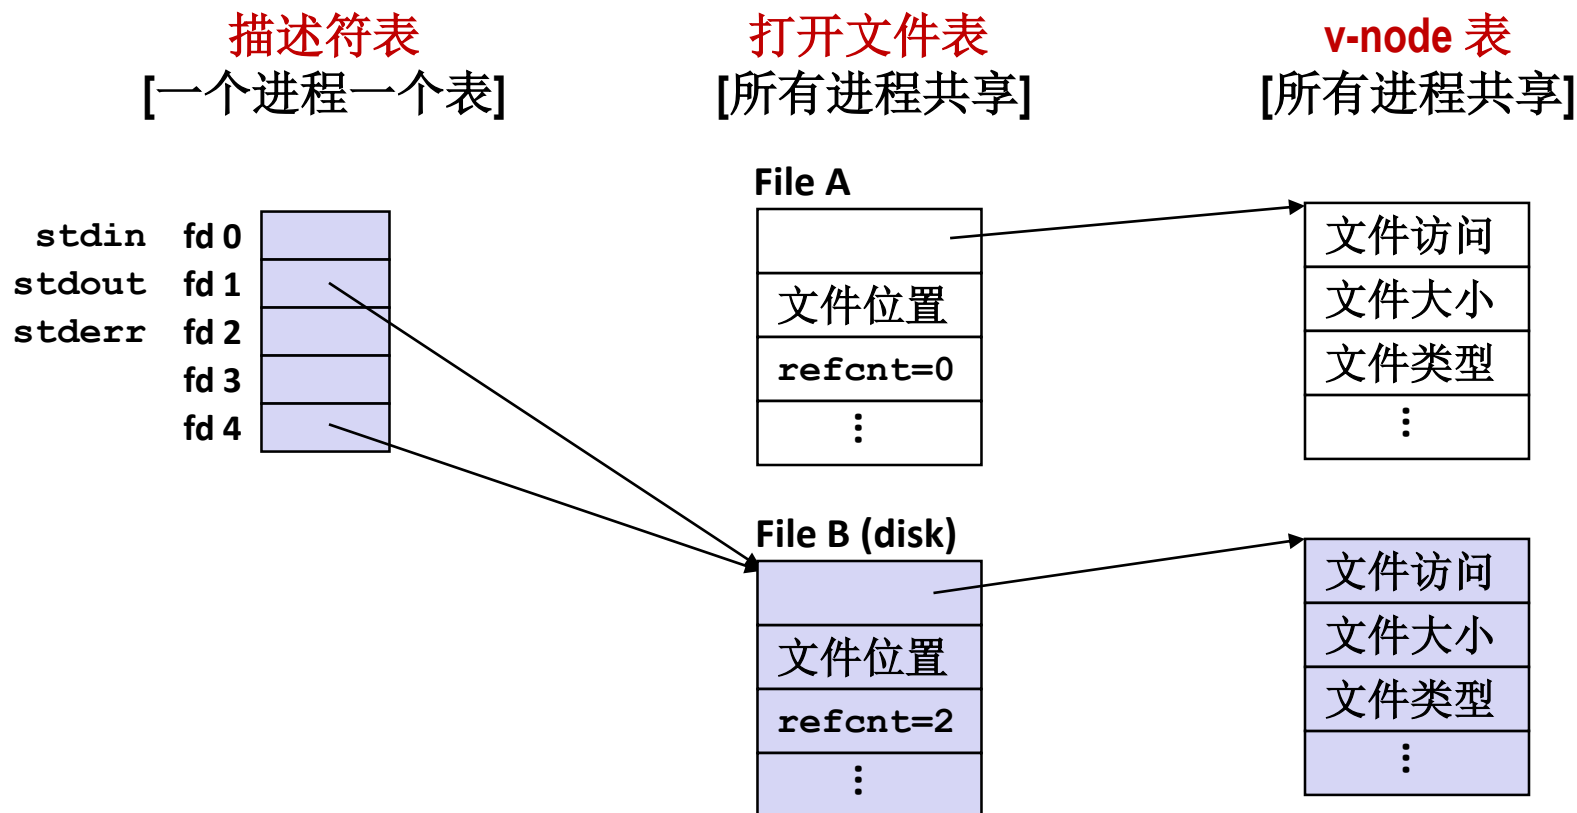 描述符表
[一个进程一个表]
打开文件表
[所有进程共享]
v-node 表
[所有进程共享]
stdin fd 0
stdout fd 1
stderr fd 2
fd 3
fd 4
File A
文件位置
refcnt=0
⋮
文件访问
文件大小
文件类型
⋮
File B (disk)
文件位置
refcnt=2
⋮
文件访问
文件大小
文件类型
⋮